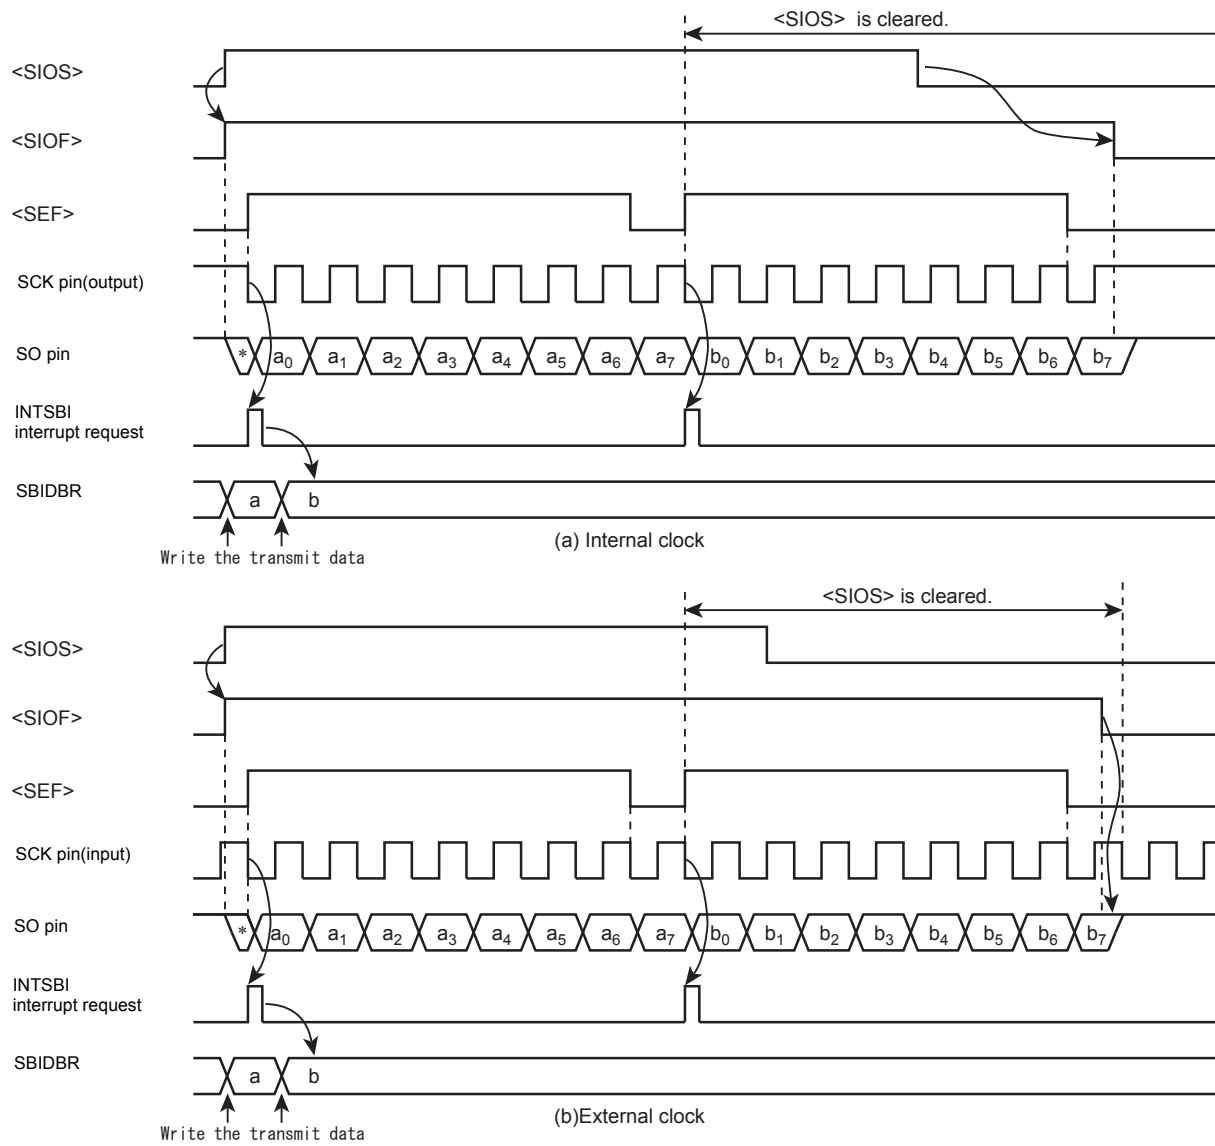 <SIOS> is cleared.
<SIOS>
<SIOF>
<SEF>
SCK pin(output)
SO pin
* a0 a1 a2 a3 a4 a5 a6 a7 b0 b1 b2 b3 b4 b5 b6 b7
INTSBI
interrupt request
SBIDBR
a b
(a) Internal clock
Write the transmit data
<SIOS> is cleared.
<SIOS>
<SIOF>
<SEF>
SCK pin(input)
SO pin
* a0 a1 a2 a3 a4 a5 a6 a7 b0 b1 b2 b3 b4 b5 b6 b7
INTSBI
interrupt request
SBIDBR
a b
(b)External clock
Write the transmit data